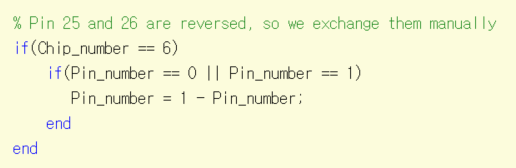 % Pin 25 and 26 are reversed, so we exchange them manually
if(Chip_number == 6)
if(Pin_number == 0 || Pin_number == 1)
Pin_number = 1 - Pin_number;
end
end